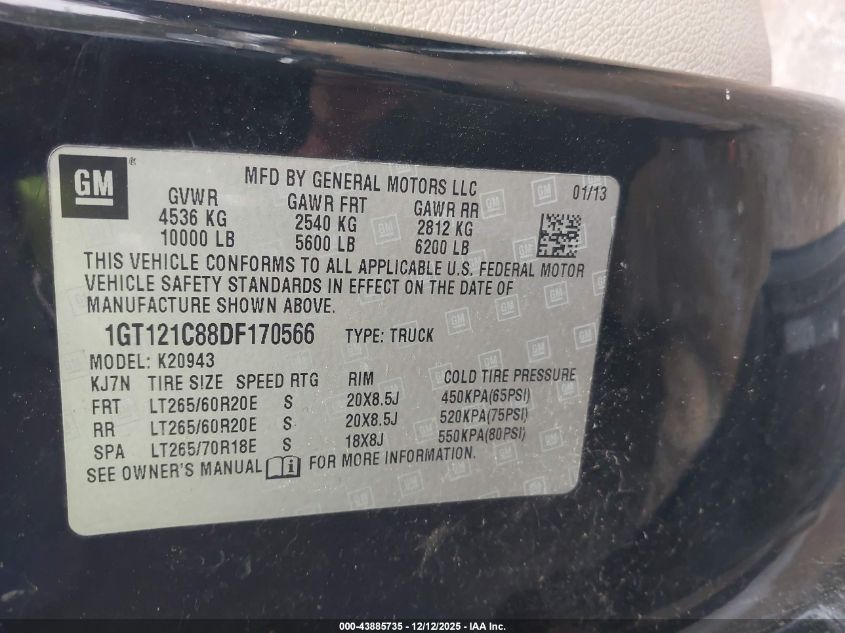 GM®
MFD BY GENERAL MOTORS LLC 01/13
GVWR GAWR FRT GAWR RR
4536 KG 2540 KG 2812 KG
10000 LB 5600 LB 6200 LB
THIS VEHICLE CONFORMS TO ALL APPLICABLE U.S. FEDERAL MOTOR
VEHICLE SAFETY STANDARDS IN EFFECT ON THE DATE OF
MANUFACTURE SHOWN ABOVE.
1GT121C88DF170566 TYPE: TRUCK
MODEL: K20943
KJ7N TIRE SIZE SPEED RTG RIM COLD TIRE PRESSURE
FRT LT265/60R20E S 20X8.5J 450KPA(65PSI)
RR LT265/60R20E S 20X8.5J 520KPA(75PSI)
SPA LT265/70R18E S 18X8J 550KPA(80PSI)
SEE OWNER'S MANUAL i FOR MORE INFORMATION.
000-43885735 - 12/12/2025 - IAA Inc.